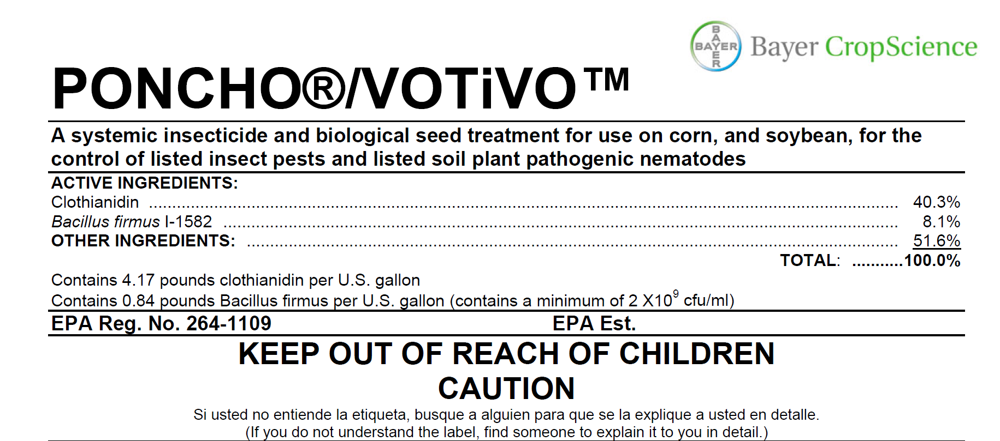 BAYER
BAYER
Bayer CropScience
PONCHO®/VOTiVO™
A systemic insecticide and biological seed treatment for use on corn, and soybean, for the
control of listed insect pests and listed soil plant pathogenic nematodes
ACTIVE INGREDIENTS:
Clothianidin ........................................................................ 40.3%
Bacillus firmus I-1582 ........................................................................ 8.1%
OTHER INGREDIENTS: ........................................................................ 51.6%
TOTAL: ...........100.0%
Contains 4.17 pounds clothianidin per U.S. gallon
Contains 0.84 pounds Bacillus firmus per U.S. gallon (contains a minimum of 2 X10⁹ cfu/ml)
EPA Reg. No. 264-1109 EPA Est.
KEEP OUT OF REACH OF CHILDREN
CAUTION
Si usted no entiende la etiqueta, busque a alguien para que se la explique a usted en detalle.
(If you do not understand the label, find someone to explain it to you in detail.)